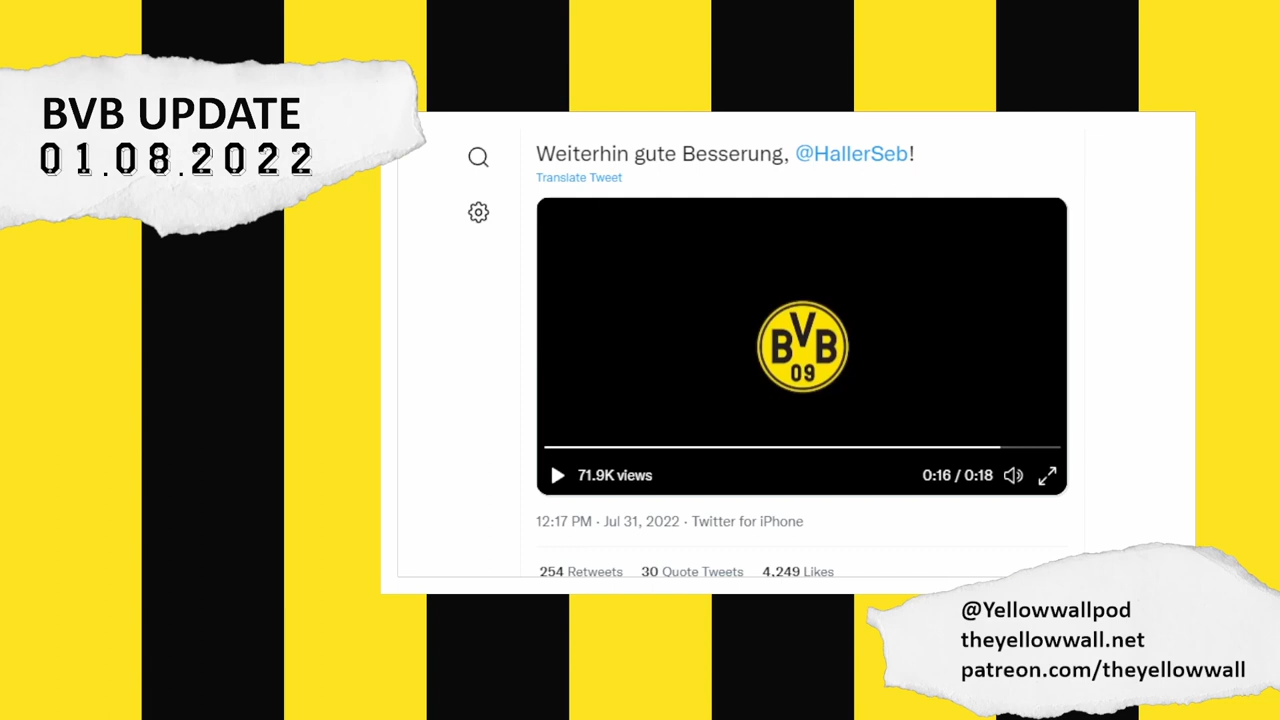 BVB UPDATE
01.08.2022
Weiterhin gute Besserung, @HallerSeb!
Translate Tweet
BVB
09
71.9K views
0:16 / 0:18
12:17 PM · Jul 31, 2022 · Twitter for iPhone
254 Retweets 30 Quote Tweets 4,249 Likes
@Yellowwallpod
theyellowwall.net
patreon.com/theyellowwall